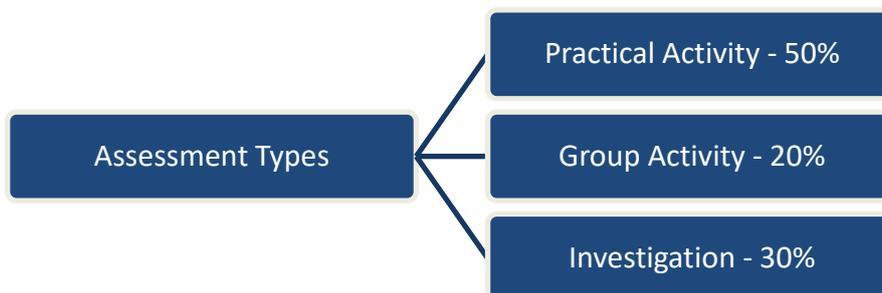 Assessment Types
Practical Activity - 50%
Group Activity - 20%
Investigation - 30%